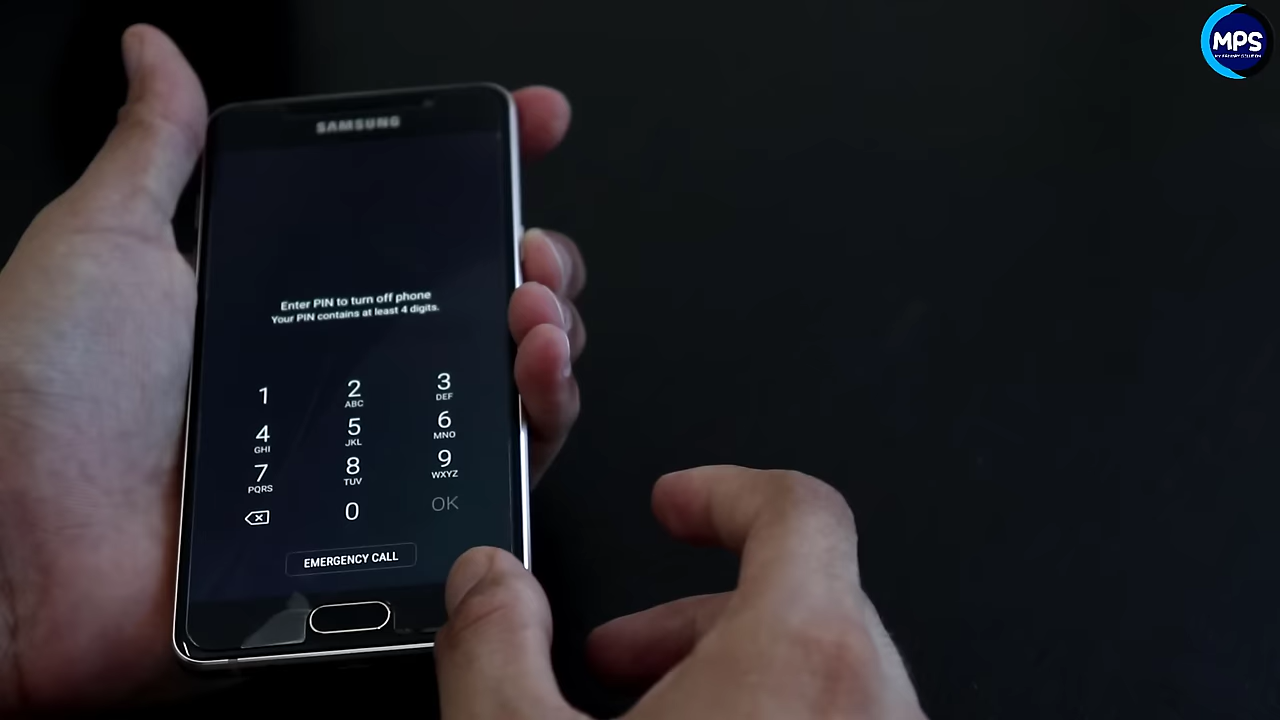 MPS
SAMSUNG
Enter PIN to turn off phone
Your PIN contains at least 4 digits.
1 2 ABC 3 DEF
4 GHI 5 JKL 6 MNO
7 PQRS 8 TUV 9 WXYZ
0 OK
EMERGENCY CALL